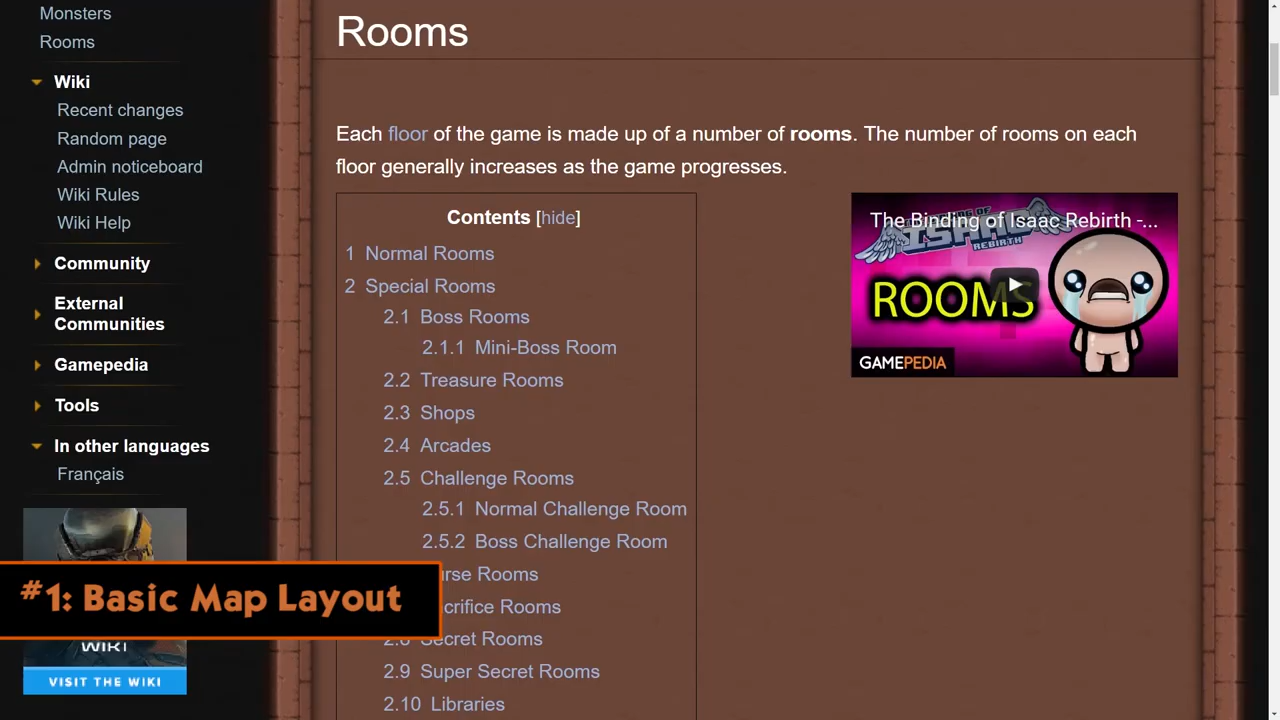 Monsters
Rooms
Wiki
Recent changes
Random page
Admin noticeboard
Wiki Rules
Wiki Help
Community
External
Communities
Gamepedia
Tools
In other languages
Français
WIKI
VISIT THE WIKI
#1: Basic Map Layout
Rooms
Each floor of the game is made up of a number of rooms. The number of rooms on each
floor generally increases as the game progresses.
Contents [hide]
1 Normal Rooms
2 Special Rooms
2.1 Boss Rooms
2.1.1 Mini-Boss Room
2.2 Treasure Rooms
2.3 Shops
2.4 Arcades
2.5 Challenge Rooms
2.5.1 Normal Challenge Room
2.5.2 Boss Challenge Room
urse Rooms
crifice Rooms
2.8 Secret Rooms
2.9 Super Secret Rooms
2.10 Libraries
The Binding of Isaac Rebirth -...
ISAAC
REBIRTH
ROOMS
GAMEPEDIA